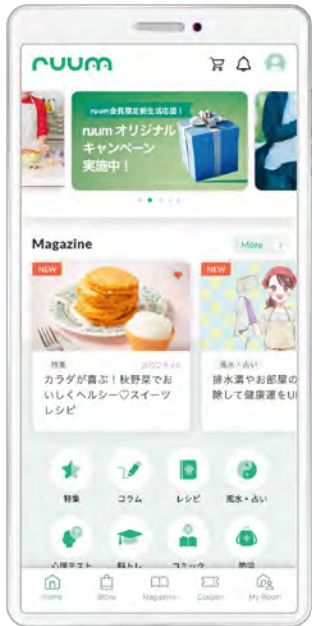 ruum
ruum会員限定新生活応援!
ruum オリジナル
キャンペーン
実施中!
Magazine
More
NEW
NEW
特集
風水・占い
カラダが喜ぶ!秋野菜でお
いしくヘルシー♡スイーツ
レシピ
排水溝やお部屋の
除して健康運をU
特集
コラム
レシピ
風水・占い
心理テスト
脳トレ
コミック
Home
Store
Magazine
Coupon
My Room